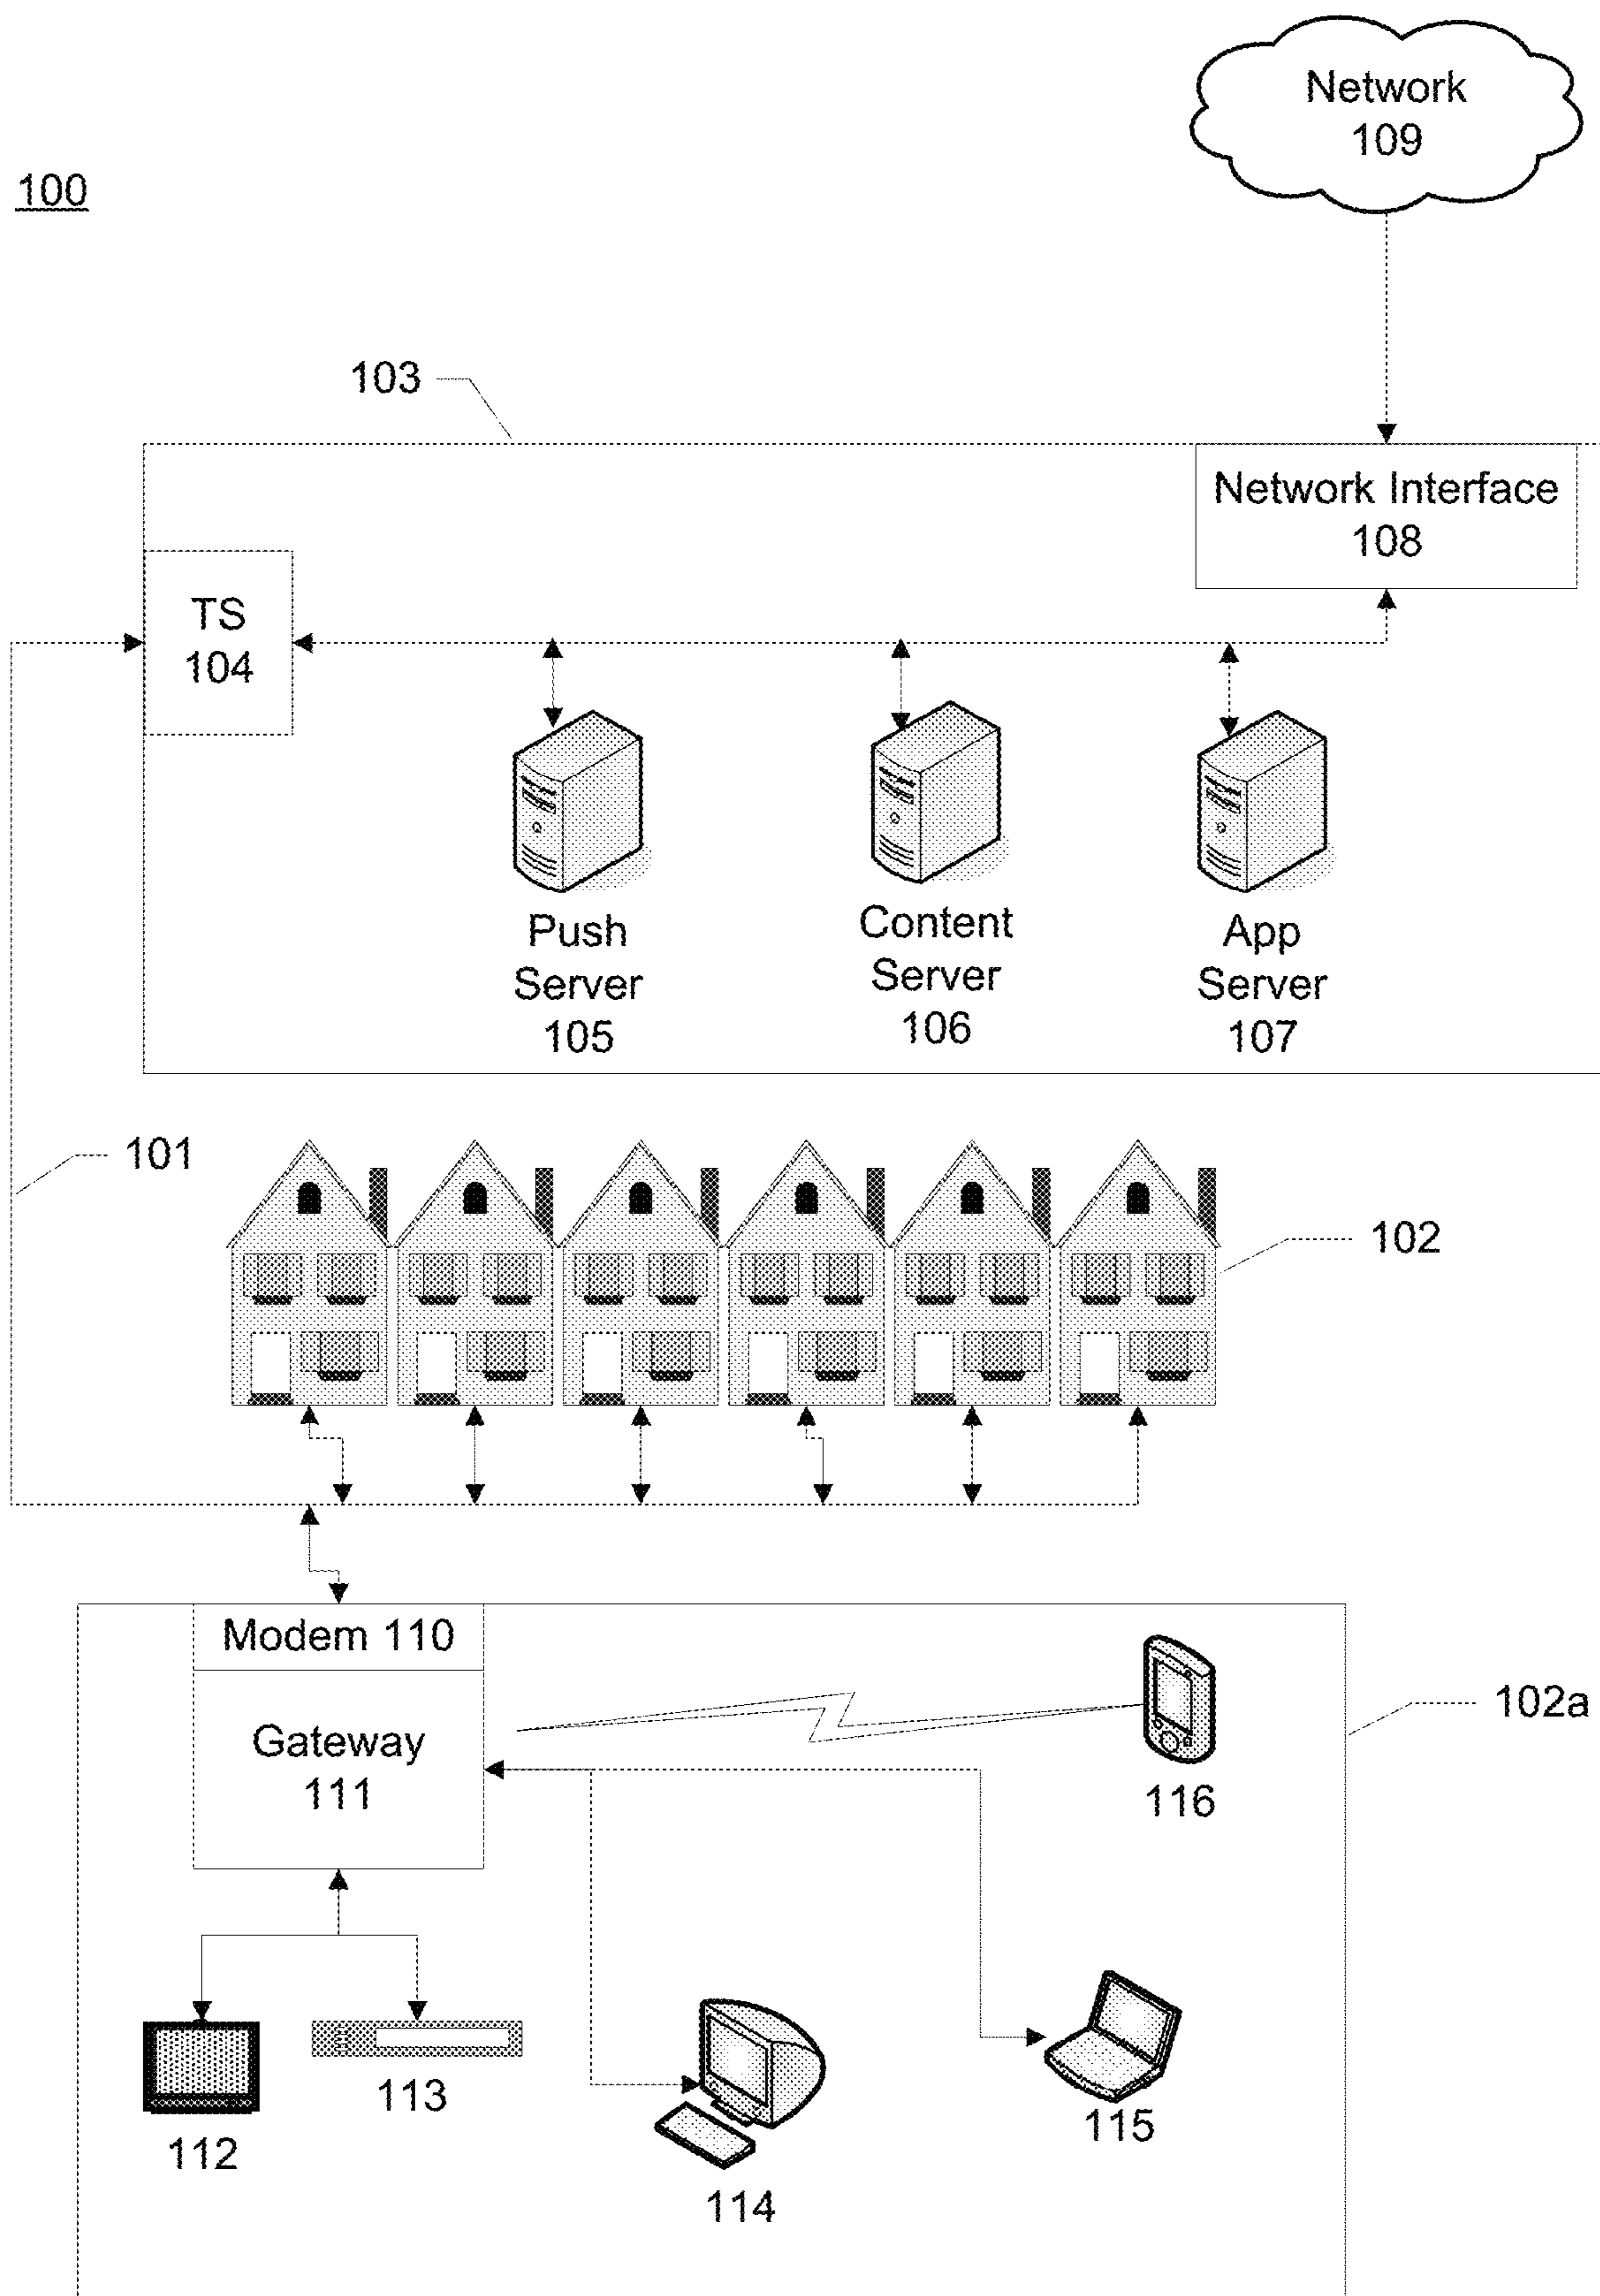 Network
109
100
103
Network Interface
108
TS
104
Push
Server
105
Content
Server
106
App
Server
107
101
102
Modem 110
102a
Gateway
111
116
113
112
115
114